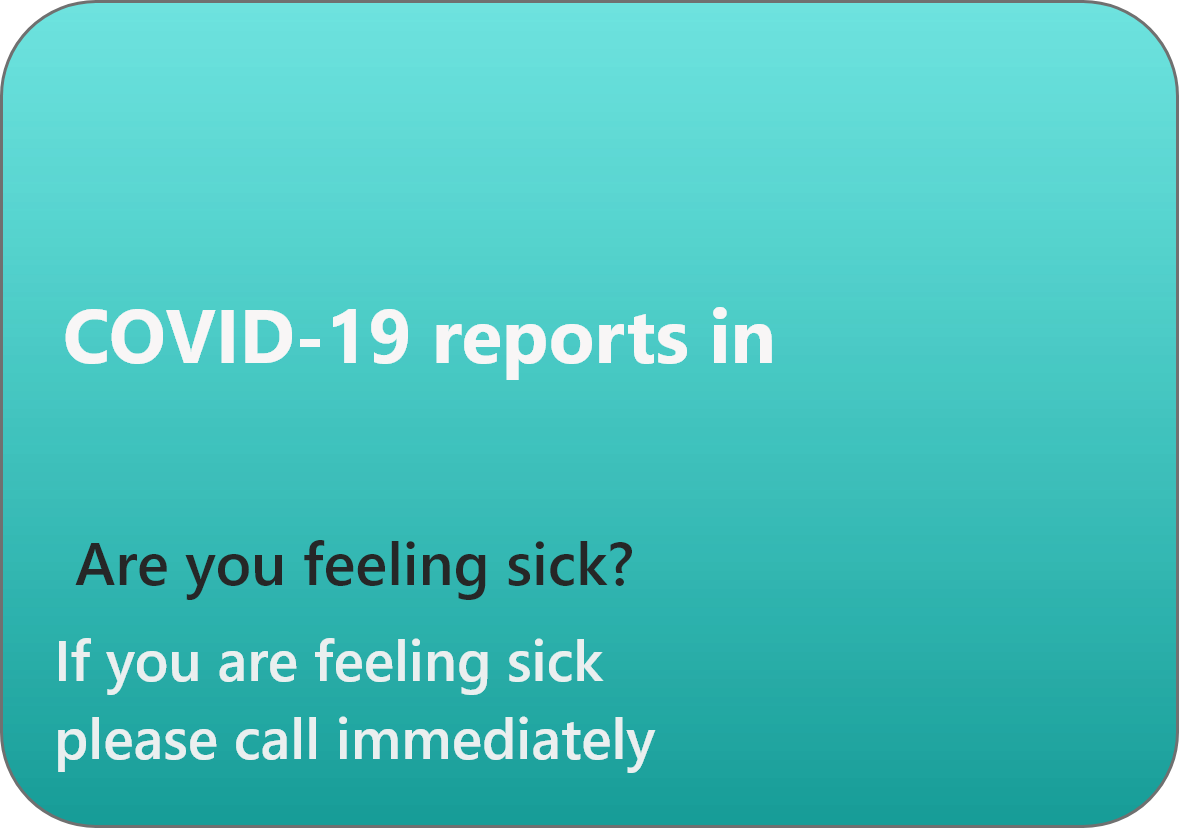 COVID-19 reports in
Are you feeling sick?
If you are feeling sick
please call immediately